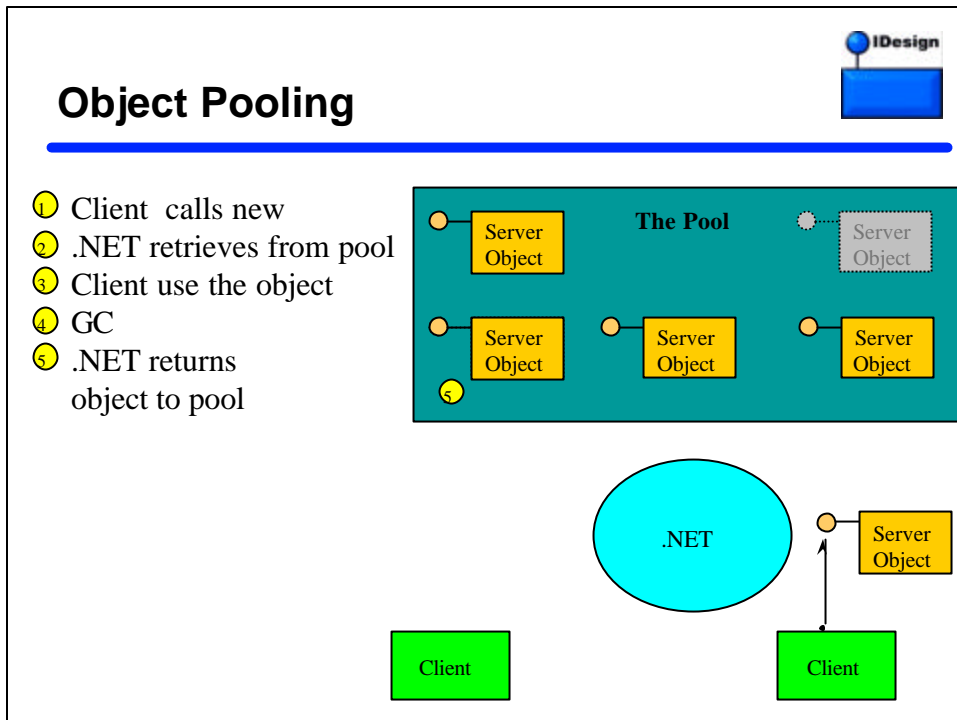 IDesign
Object Pooling
1 Client calls new
2 .NET retrieves from pool
3 Client use the object
4 GC
5 .NET returns
object to pool
The Pool
Server
Object
Server
Object
Server
Object
Server
Object
Server
Object
5
.NET
Server
Object
Client
Client